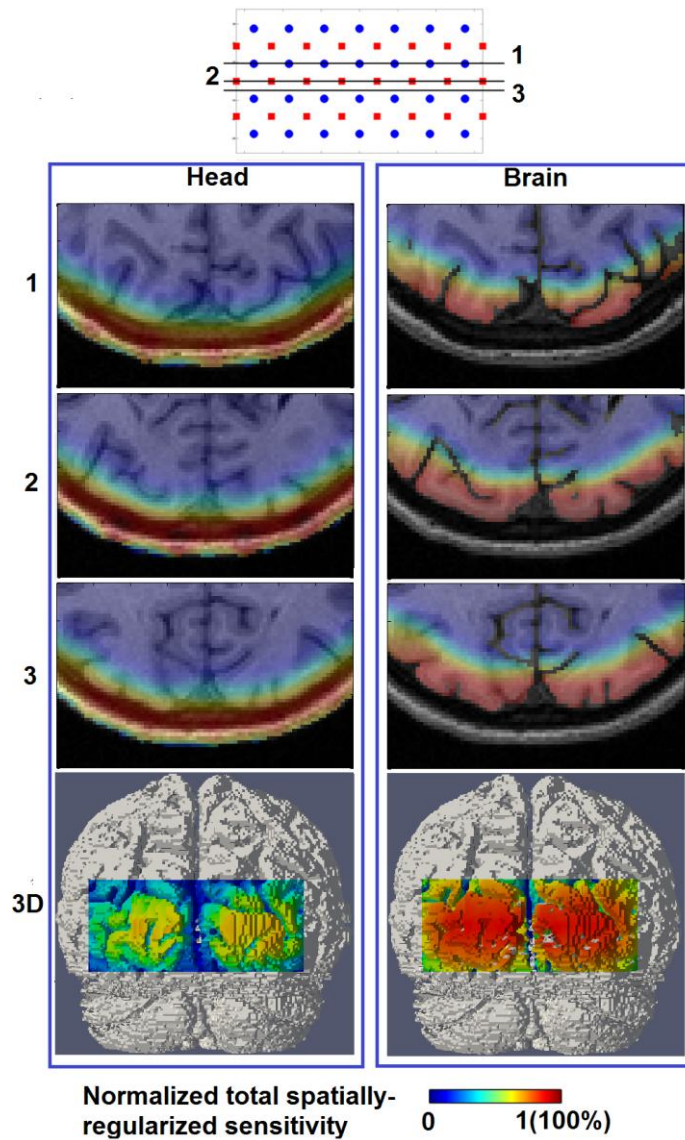 1
2
3
Head
Brain
1
2
3
3D
Normalized total spatially-
regularized sensitivity
0
1(100%)